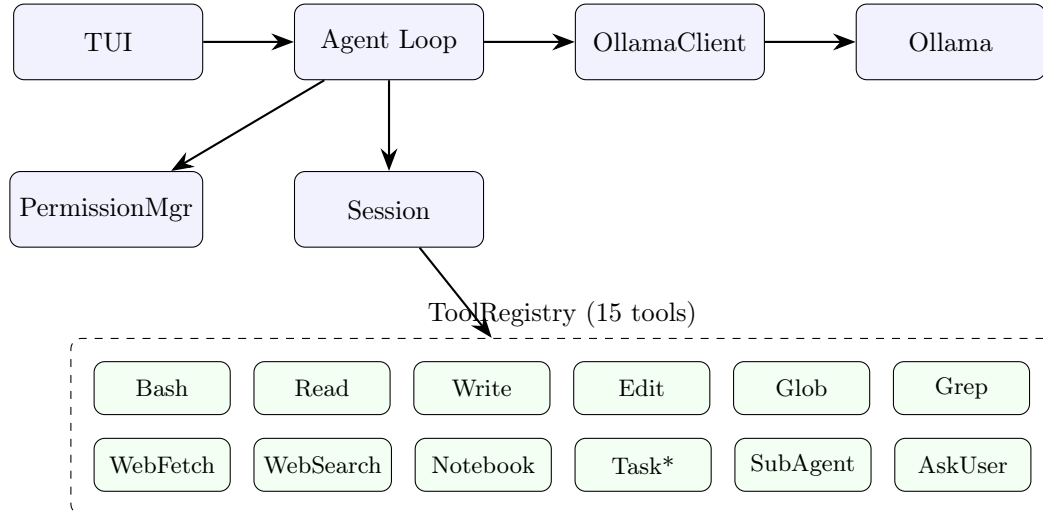 TUI
Agent Loop
OllamaClient
Ollama
PermissionMgr
Session
ToolRegistry (15 tools)
Bash
Read
Write
Edit
Glob
Grep
WebFetch
WebSearch
Notebook
Task*
SubAgent
AskUser